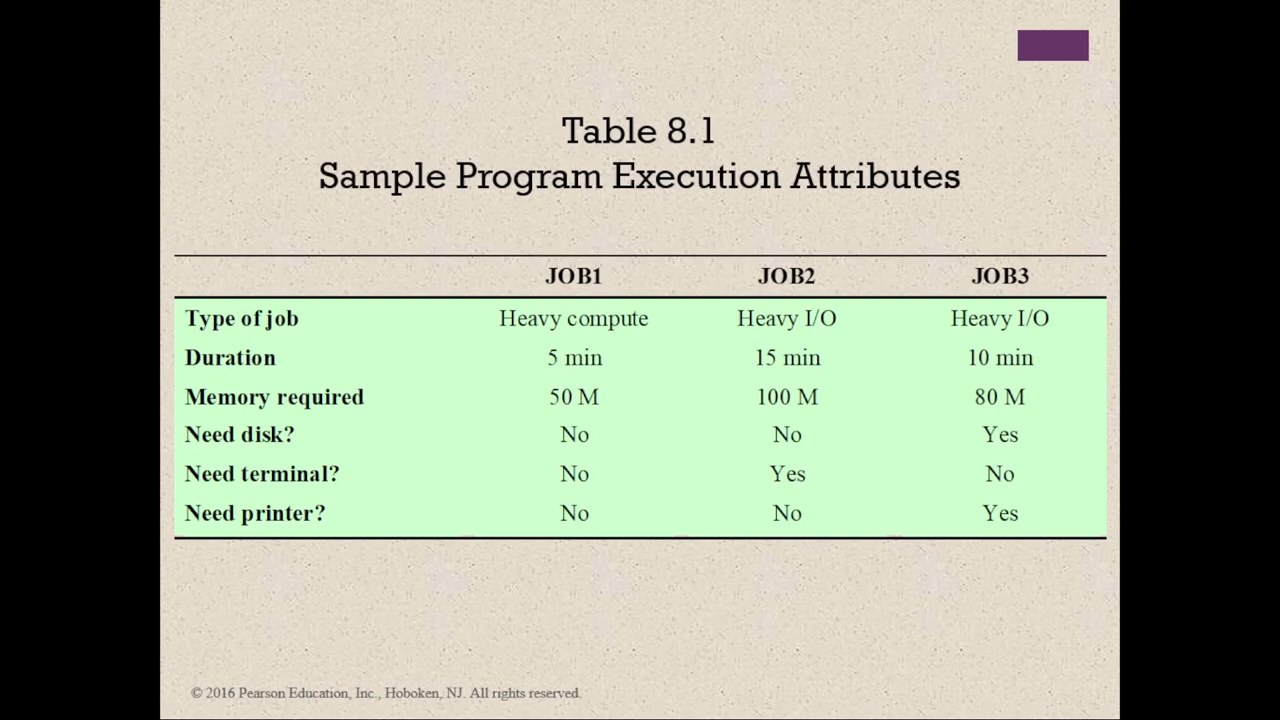 Table 8.1
Sample Program Execution Attributes
JOB1 JOB2 JOB3
Type of job Heavy compute Heavy I/O Heavy I/O
Duration 5 min 15 min 10 min
Memory required 50 M 100 M 80 M
Need disk? No No Yes
Need terminal? No Yes No
Need printer? No No Yes
© 2016 Pearson Education, Inc., Hoboken, NJ. All rights reserved.